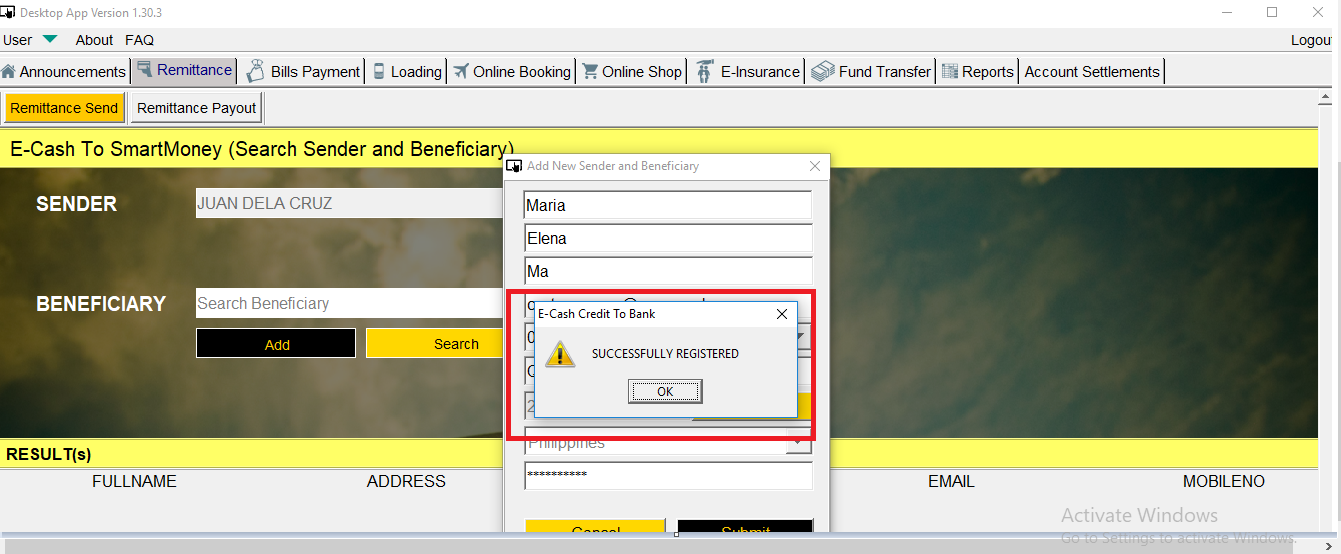 Desktop App Version 1.30.3
User About FAQ Logout
Announcements Remittance Bills Payment Loading Online Booking Online Shop E-Insurance Fund Transfer Reports Account Settlements
Remittance Send Remittance Payout
E-Cash To SmartMoney (Search Sender and Beneficiary)
Add New Sender and Beneficiary
SENDER JUAN DELA CRUZ
Maria
Elena
Ma
BENEFICIARY Search Beneficiary
Add Search
E-Cash Credit To Bank
SUCCESSFULLY REGISTERED
OK
Philippines
**********
Cancel Submit
RESULT(s)
FULLNAME ADDRESS EMAIL MOBILENO
Activate Windows
Go to Settings to activate Windows.